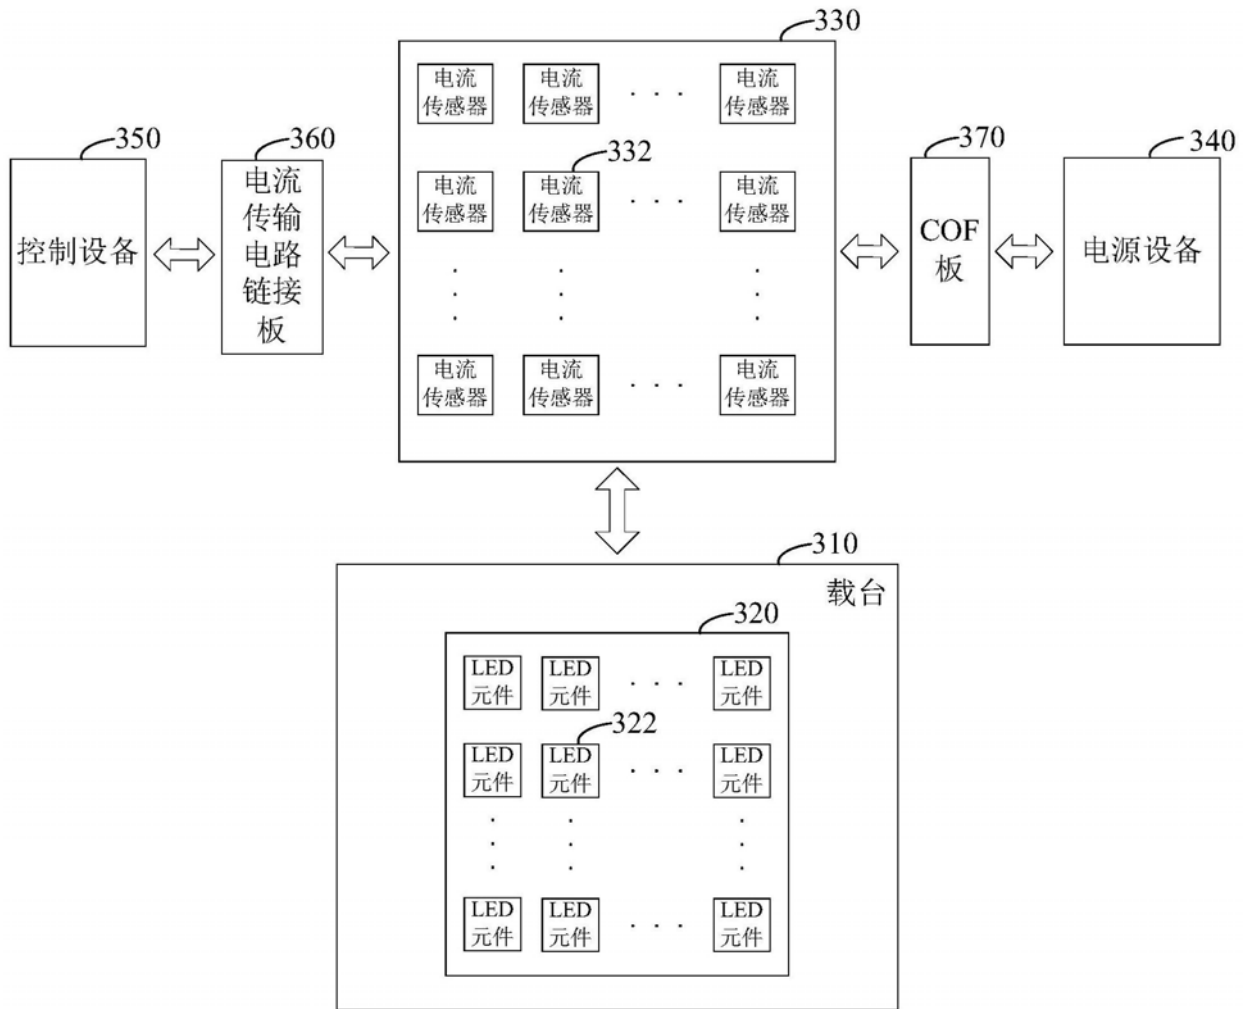 330
电流 电流 电流
传感器 传感器 · · · 传感器
350 360 332 370 340
电流 电流 电流
传感器 传感器 · · · 传感器
控制设备
电流
传输
电路
链接
板
COF
板
电源设备
电流 电流 电流
传感器 传感器 · · · 传感器
310
载台
320
LED LED LED
元件 元件 · · · 元件
322
LED LED LED
元件 元件 · · · 元件
LED LED LED
元件 元件 · · · 元件